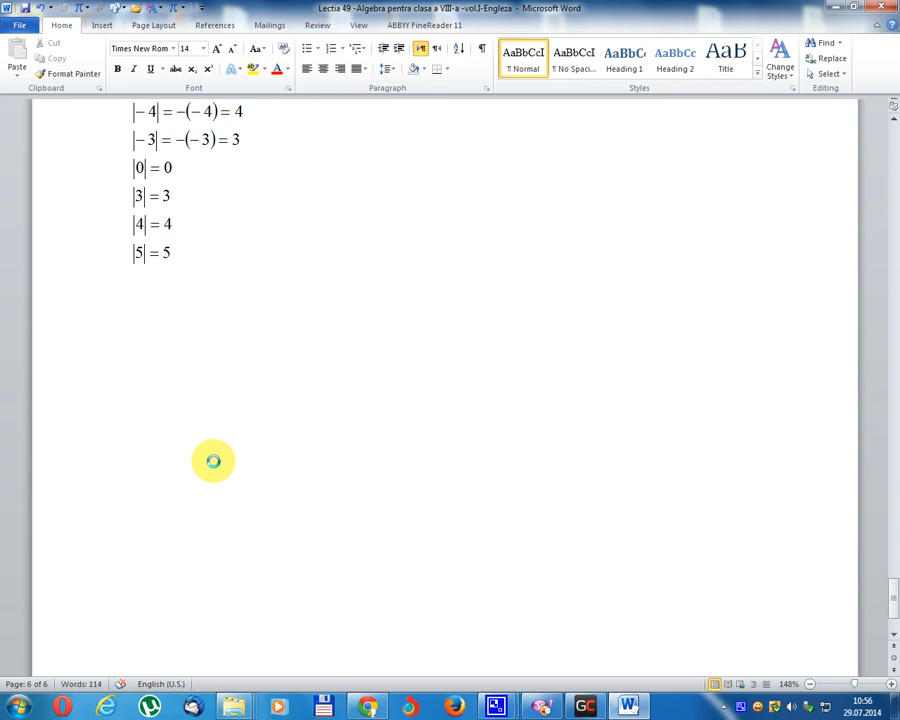 Lectia 49 -Algebra pentra clasa a VIII-a -vol.I-Engleza - Microsoft Word
File Home Insert Page Layout References Mailings Review View ABBYY FineReader 11
Paste
Cut
Copy
Format Painter
Clipboard
Times New Rom 14
Font
Paragraph
AaBbCcI AaBbCcI AaBbC AaBbCc AaB
¶ Normal ¶ No Spaci... Heading 1 Heading 2 Title
Styles
Change Styles
Find
Replace
Select
Editing
|−4| = −(−4) = 4
|−3| = −(−3) = 3
|0| = 0
|3| = 3
|4| = 4
|5| = 5
Page: 6 of 6 Words: 114 English (U.S.) 148%
10:56
29.07.2014